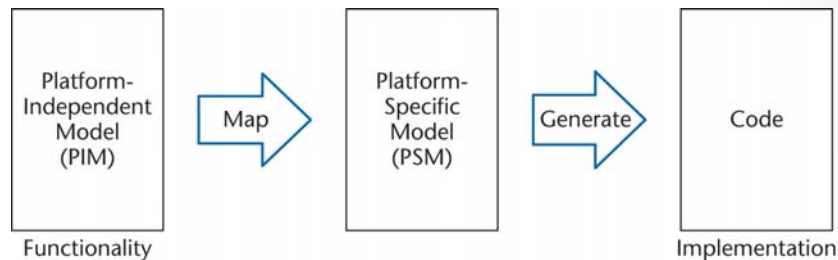 Platform-
Independent
Model
(PIM)
Map
Platform-
Specific
Model
(PSM)
Generate
Code
Functionality
Implementation